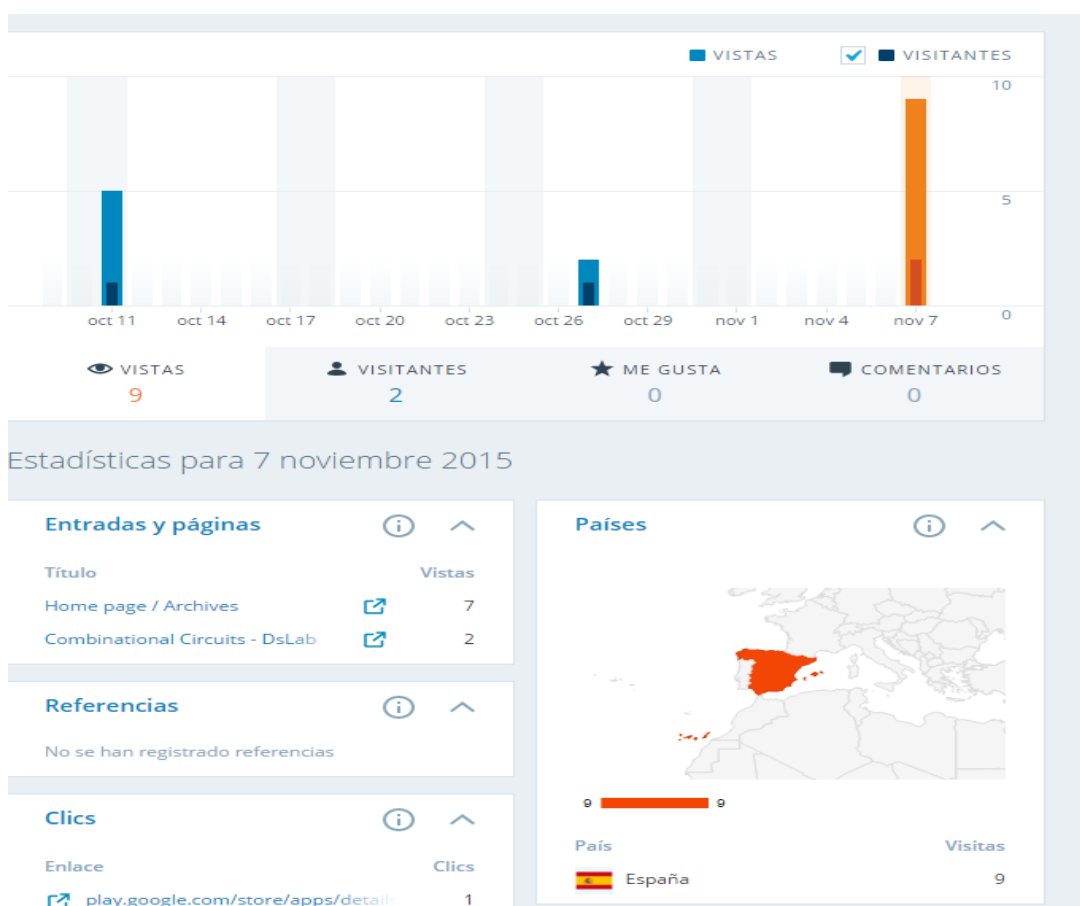 VISTAS VISITANTES
10
5
0
oct 11 oct 14 oct 17 oct 20 oct 23 oct 26 oct 29 nov 1 nov 4 nov 7
VISTAS VISITANTES ME GUSTA COMENTARIOS
9 2 0 0
Estadísticas para 7 noviembre 2015
Entradas y páginas
Título Vistas
Home page / Archives 7
Combinational Circuits - DsLab 2
Referencias
No se han registrado referencias
Clics
Enlace Clics
play.google.com/store/apps/details 1
Países
9 9
País Visitas
España 9